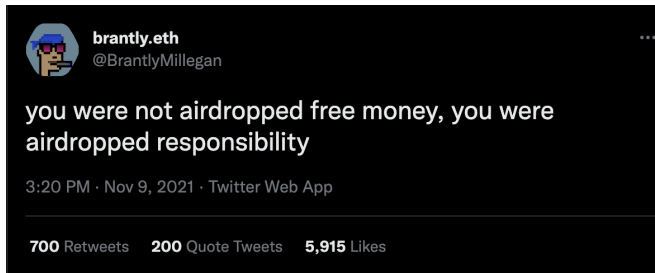 brantly.eth
@BrantlyMillegan
you were not airdropped free money, you were
airdropped responsibility
3:20 PM · Nov 9, 2021 · Twitter Web App
700 Retweets 200 Quote Tweets 5,915 Likes